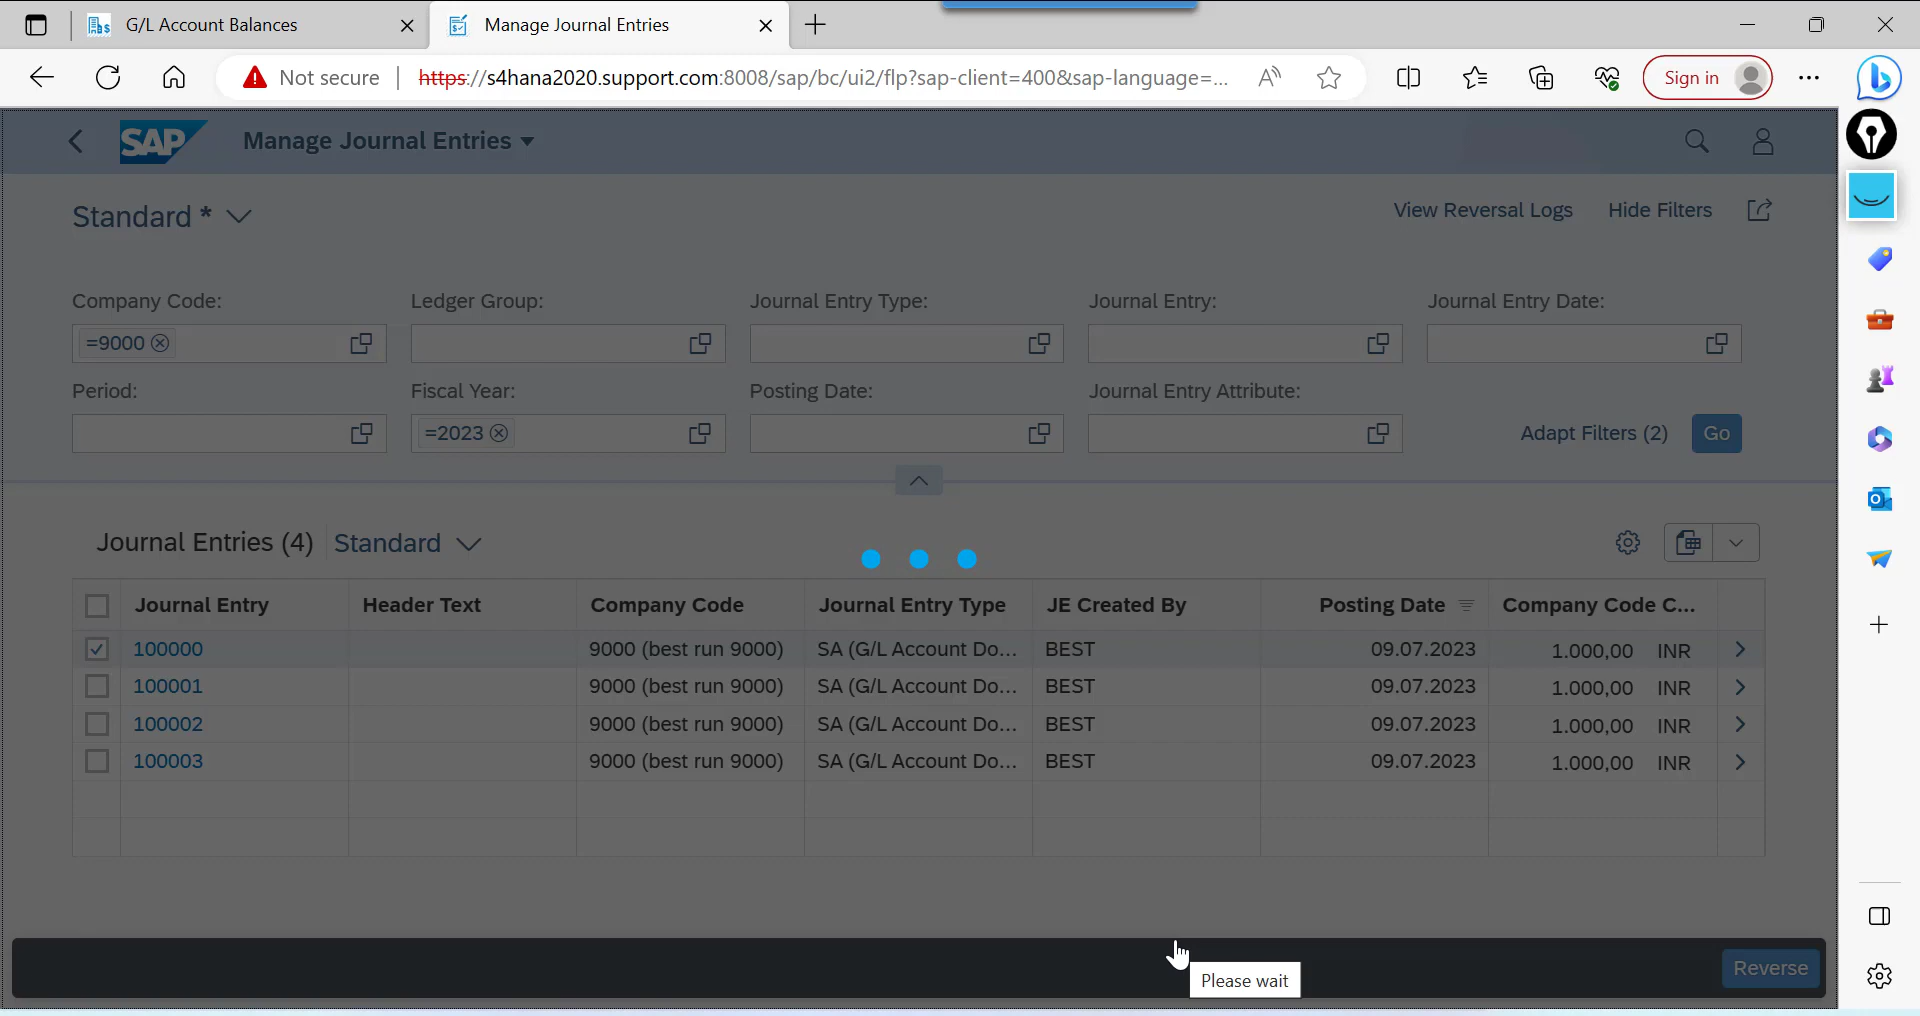 G/L Account Balances
Manage Journal Entries
Not secure
https://s4hana2020.support.com:8008/sap/bc/ui2/flp?sap-client=400&sap-language=...
Sign in
SAP
Manage Journal Entries
Standard *
View Reversal Logs
Hide Filters
Company Code:
Ledger Group:
Journal Entry Type:
Journal Entry:
Journal Entry Date:
=9000
Period:
Fiscal Year:
Posting Date:
Journal Entry Attribute:
=2023
Adapt Filters (2)
Go
Journal Entries (4)
Standard
Journal Entry Header Text Company Code Journal Entry Type JE Created By Posting Date Company Code C...
100000 9000 (best run 9000) SA (G/L Account Do... BEST 09.07.2023 1.000,00 INR
100001 9000 (best run 9000) SA (G/L Account Do... BEST 09.07.2023 1.000,00 INR
100002 9000 (best run 9000) SA (G/L Account Do... BEST 09.07.2023 1.000,00 INR
100003 9000 (best run 9000) SA (G/L Account Do... BEST 09.07.2023 1.000,00 INR
Reverse
Please wait